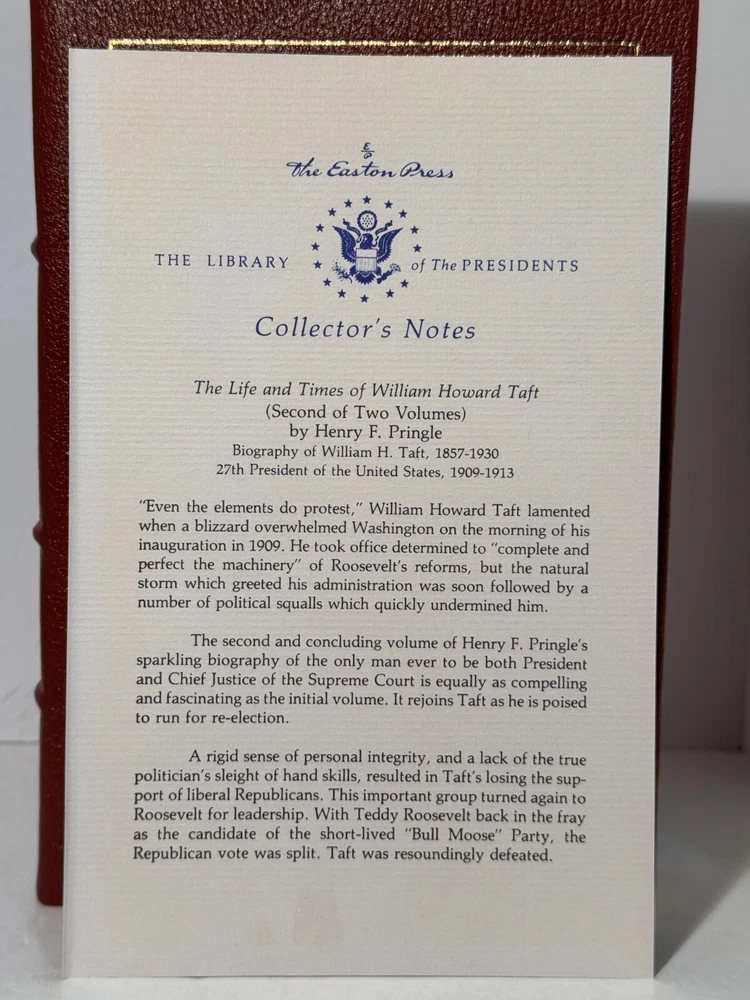 E/P
The Easton Press
THE LIBRARY of The PRESIDENTS
Collector's Notes
The Life and Times of William Howard Taft
(Second of Two Volumes)
by Henry F. Pringle
Biography of William H. Taft, 1857-1930
27th President of the United States, 1909-1913
"Even the elements do protest," William Howard Taft lamented
when a blizzard overwhelmed Washington on the morning of his
inauguration in 1909. He took office determined to "complete and
perfect the machinery" of Roosevelt's reforms, but the natural
storm which greeted his administration was soon followed by a
number of political squalls which quickly undermined him.
The second and concluding volume of Henry F. Pringle's
sparkling biography of the only man ever to be both President
and Chief Justice of the Supreme Court is equally as compelling
and fascinating as the initial volume. It rejoins Taft as he is poised
to run for re-election.
A rigid sense of personal integrity, and a lack of the true
politician's sleight of hand skills, resulted in Taft's losing the sup-
port of liberal Republicans. This important group turned again to
Roosevelt for leadership. With Teddy Roosevelt back in the fray
as the candidate of the short-lived "Bull Moose" Party, the
Republican vote was split. Taft was resoundingly defeated.